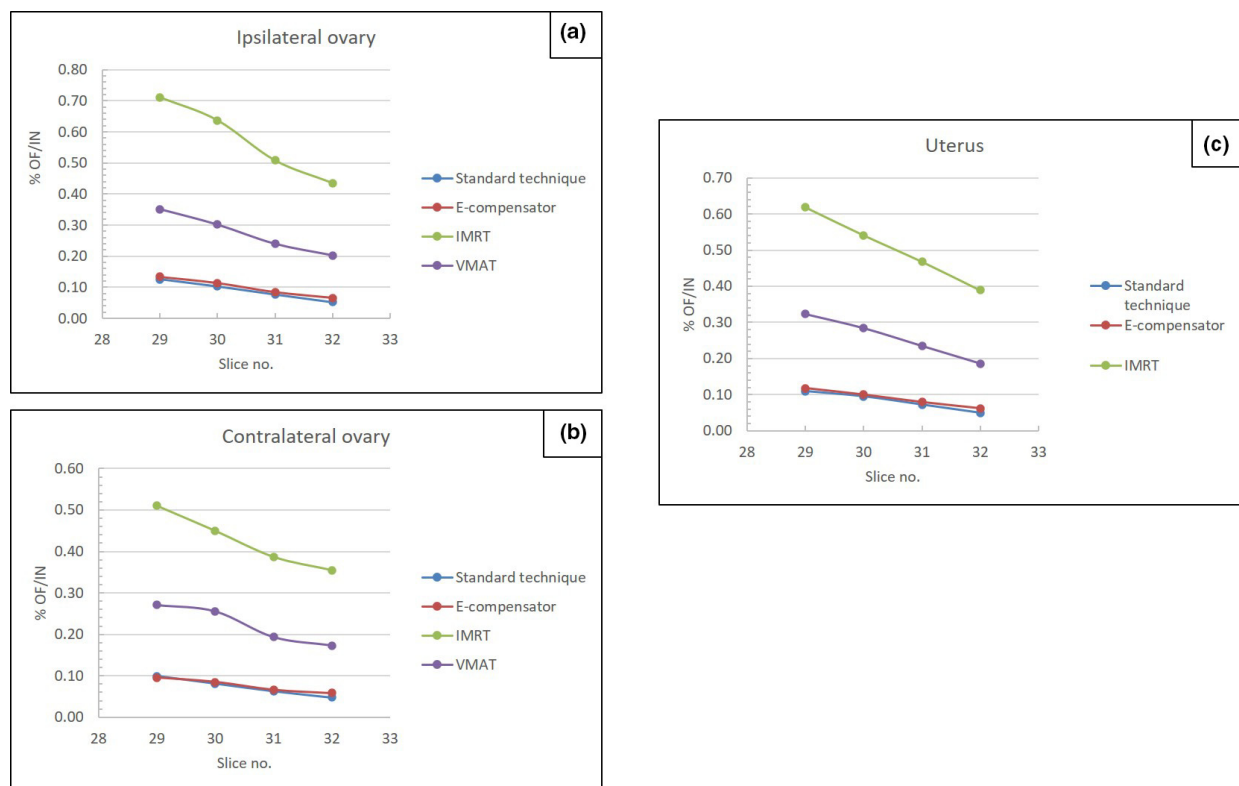 Ipsilateral ovary
(a)
% OF/IN
0.80
0.70
0.60
0.50
0.40
0.30
0.20
0.10
0.00
28 29 30 31 32 33
Slice no.
Standard technique
E-compensator
IMRT
VMAT
Contralateral ovary
(b)
% OF/IN
0.60
0.50
0.40
0.30
0.20
0.10
0.00
28 29 30 31 32 33
Slice no.
Standard technique
E-compensator
IMRT
VMAT
Uterus
(c)
% OF/IN
0.70
0.60
0.50
0.40
0.30
0.20
0.10
0.00
28 29 30 31 32 33
Slice no.
Standard
technique
E-compensator
IMRT